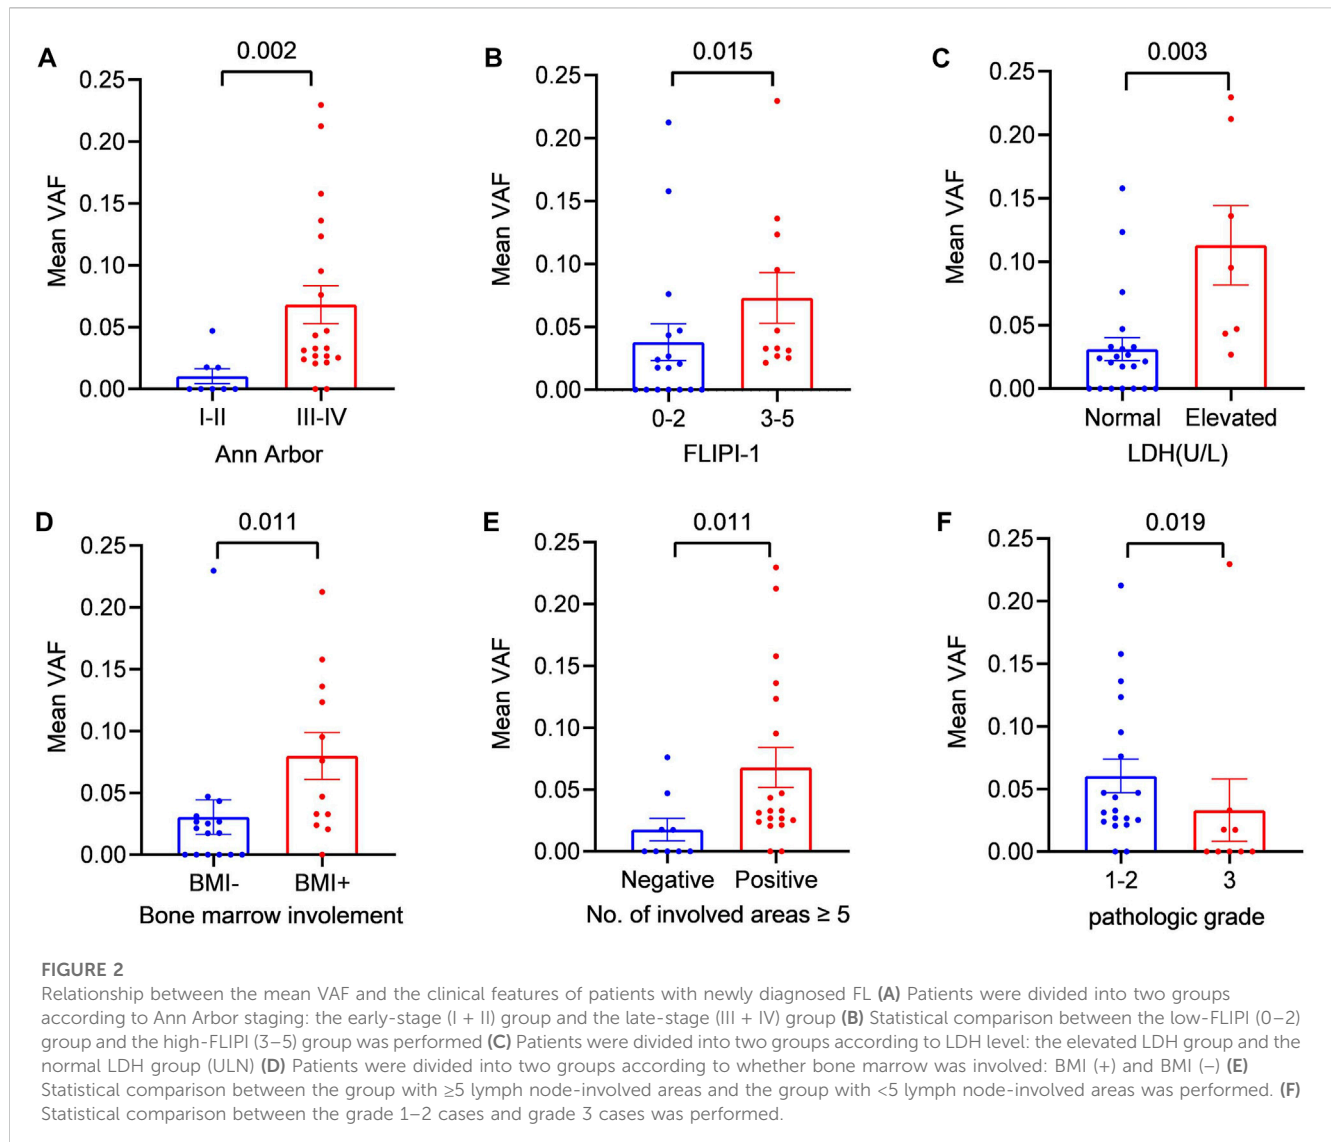 A
0.002
0.25
0.20
0.15
0.10
0.05
0.00
Mean VAF
I-II
III-IV
Ann Arbor
B
0.015
0.25
0.20
0.15
0.10
0.05
0.00
Mean VAF
0-2
3-5
FLIPI-1
C
0.003
0.25
0.20
0.15
0.10
0.05
0.00
Mean VAF
Normal
Elevated
LDH(U/L)
D
0.011
0.25
0.20
0.15
0.10
0.05
0.00
Mean VAF
BMI-
BMI+
Bone marrow involement
E
0.011
0.25
0.20
0.15
0.10
0.05
0.00
Mean VAF
Negative
Positive
No. of involved areas ≥ 5
F
0.019
0.25
0.20
0.15
0.10
0.05
0.00
Mean VAF
1-2
3
pathologic grade
FIGURE 2
Relationship between the mean VAF and the clinical features of patients with newly diagnosed FL (A) Patients were divided into two groups
according to Ann Arbor staging: the early-stage (I + II) group and the late-stage (III + IV) group (B) Statistical comparison between the low-FLIPI (0–2)
group and the high-FLIPI (3–5) group was performed (C) Patients were divided into two groups according to LDH level: the elevated LDH group and the
normal LDH group (ULN) (D) Patients were divided into two groups according to whether bone marrow was involved: BMI (+) and BMI (–) (E)
Statistical comparison between the group with ≥5 lymph node-involved areas and the group with <5 lymph node-involved areas was performed. (F)
Statistical comparison between the grade 1–2 cases and grade 3 cases was performed.